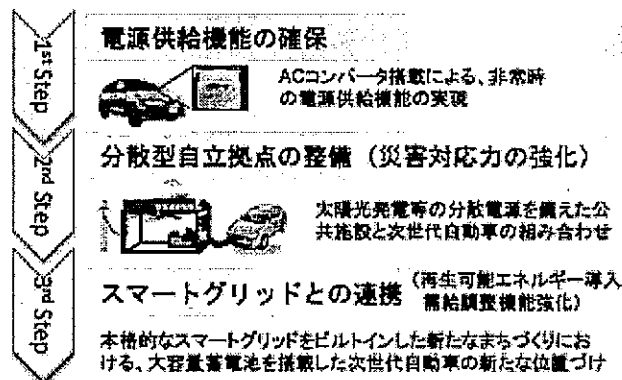 1st Step
電源供給機能の確保
ACコンバータ搭載による、非常時
の電源供給機能の実現
2nd Step
分散型自立拠点の整備（災害対応力の強化）
太陽光発電等の分散電源を備えた公
共施設と次世代自動車の組み合わせ
3rd Step
スマートグリッドとの連携（再生可能エネルギー導入
需給調整機能強化）
本格的なスマートグリッドをビルトインした新たなまちづくりにお
ける、大容量蓄電池を搭載した次世代自動車の新たな位置づけ